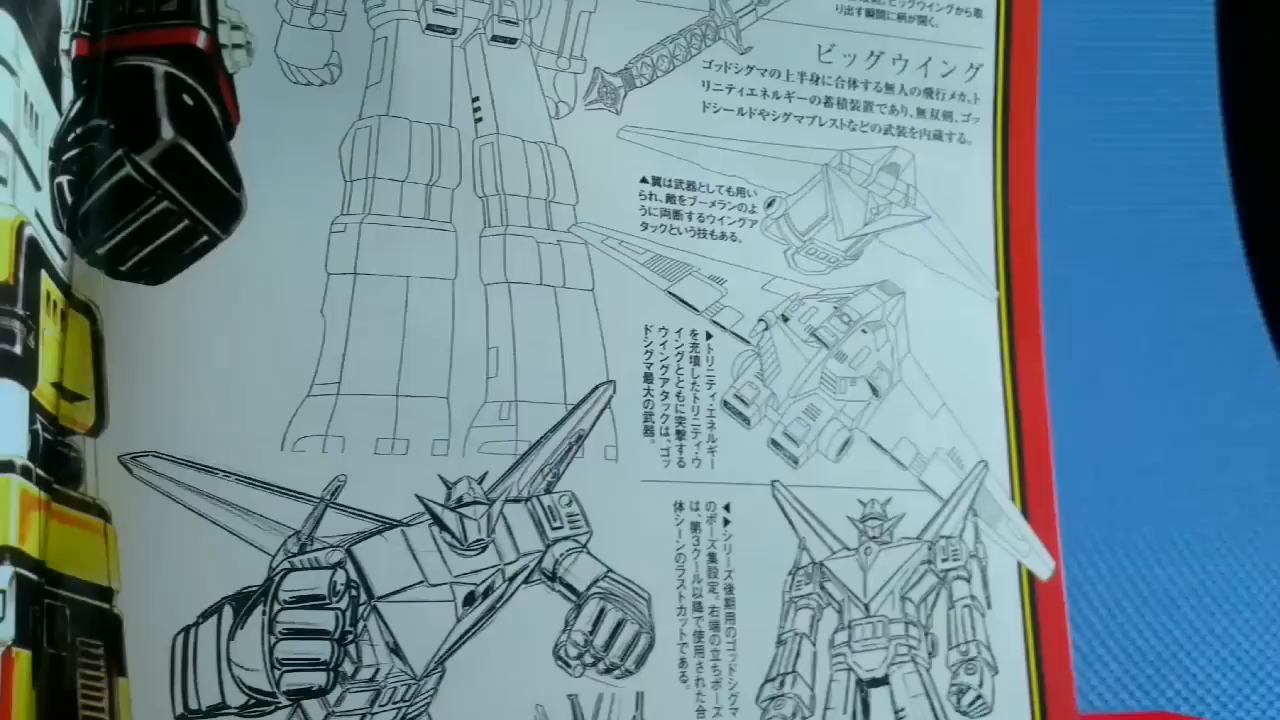 ビッグウイングから取
り出す瞬間に柄が開く。
ビッグウイング
ゴッドシグマの上半身に合体する無人の飛行メカ。ト
リニティエネルギーの蓄積装置であり、無双剣、ゴッ
ドシールドやシグマブレストなどの武装を内蔵する。
▲翼は武器としても用い
られ、敵をブーメランのよ
うに両断するウイングア
タックという技もある。
▶トリニティ・エネルギー
を充填したトリニティ・ウ
イングとともに突撃する
ウイングアタックは、ゴッ
ドシグマ最大の武器。
◀▶シリーズ後期用のゴッドシグマ
のポーズ集設定。右端の立ちポーズ
は、第3クール以降で使用された合
体シーンのラストカットである。